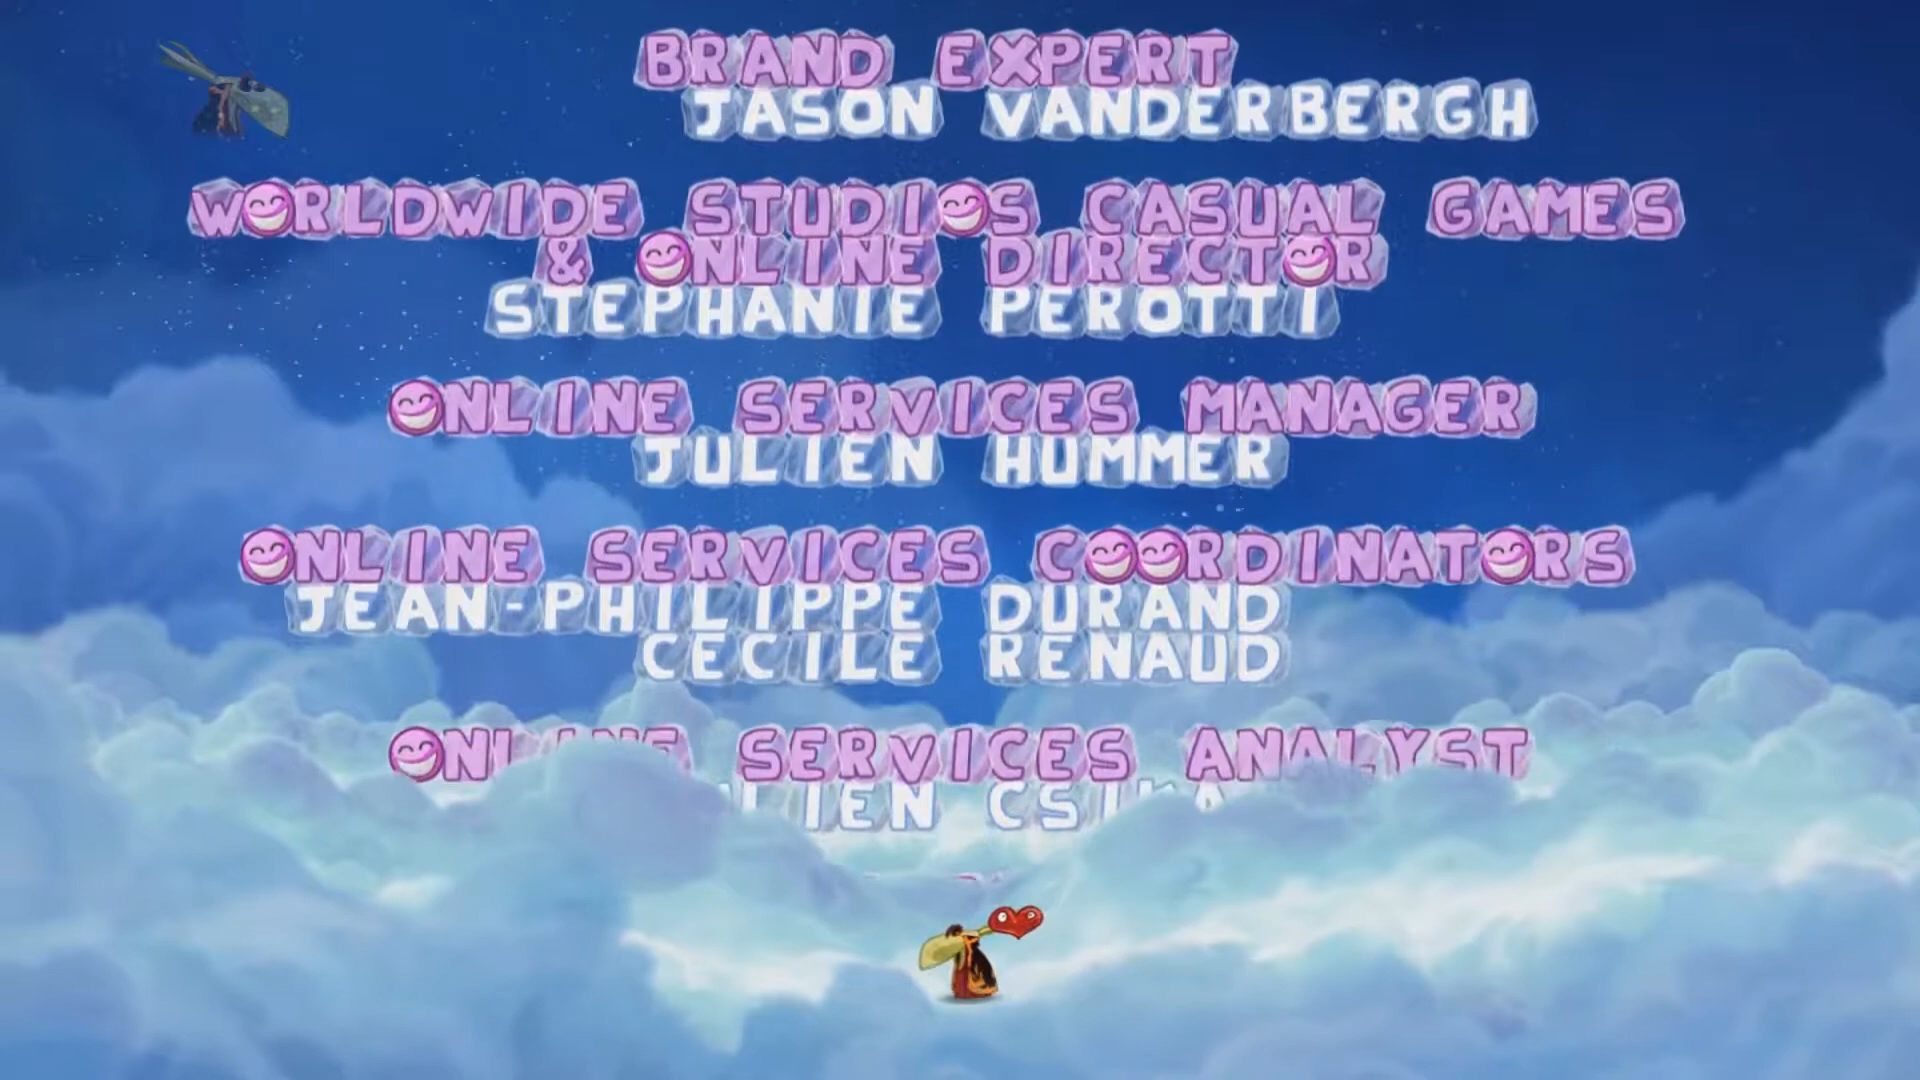 BRAND EXPERT
JASON VANDERBERGH
WORLDWIDE STUDIOS CASUAL GAMES
& ONLINE DIRECTOR
STEPHANIE PEROTTI
ONLINE SERVICES MANAGER
JULIEN HUMMER
ONLINE SERVICES COORDINATORS
JEAN-PHILIPPE DURAND
CECILE RENAUD
ONLINE SERVICES ANALYST